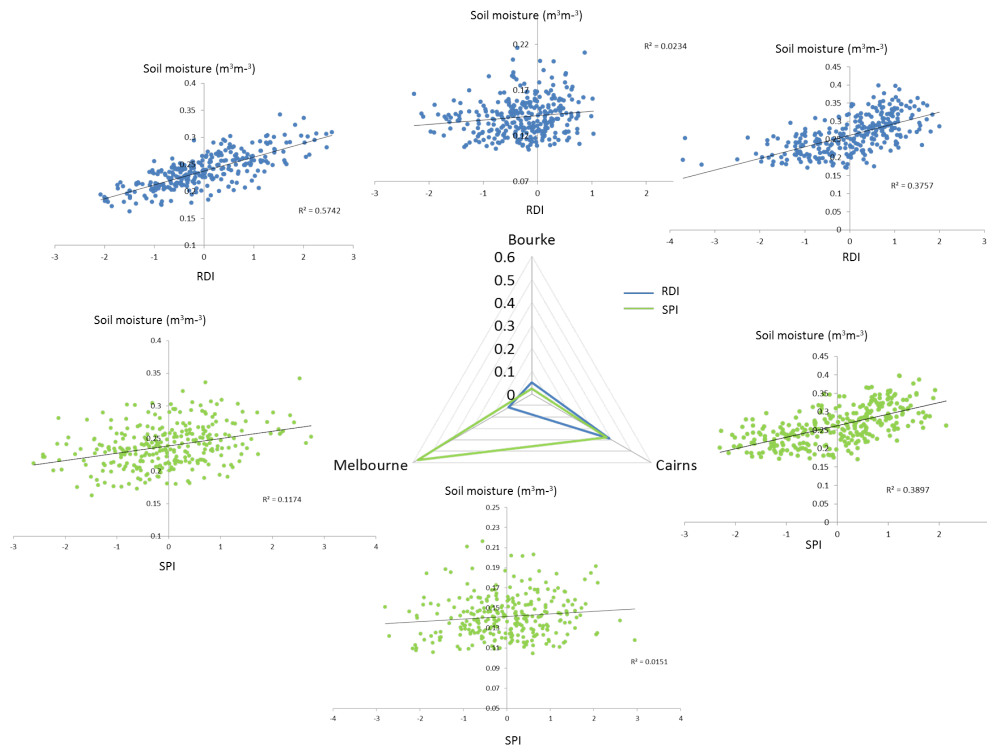 Soil moisture (m³m-³)
0.22
0.17
0.12
0.07
-3 -2 -1 0 1 2
RDI
R² = 0.0234
Soil moisture (m³m-³)
0.4
0.35
0.3
0.25
0.2
0.15
0.1
-3 -2 -1 0 1 2 3
RDI
R² = 0.5742
Soil moisture (m³m-³)
0.45
0.4
0.35
0.3
0.25
0.2
0.15
0.1
0.05
0
-4 -3 -2 -1 0 1 2 3
RDI
R² = 0.3757
Bourke
0.6
0.5
0.4
0.3
0.2
0.1
0
Melbourne
Cairns
RDI
SPI
Soil moisture (m³m-³)
0.4
0.35
0.3
0.25
0.2
0.15
0.1
-3 -2 -1 0 1 2 3 4
SPI
R² = 0.1174
Soil moisture (m³m-³)
0.45
0.4
0.35
0.3
0.25
0.2
0.15
0.1
0.05
0
-3 -2 -1 0 1 2
SPI
R² = 0.3897
Soil moisture (m³m-³)
0.25
0.23
0.21
0.19
0.17
0.15
0.13
0.11
0.09
0.07
0.05
-4 -3 -2 -1 0 1 2 3 4
SPI
R² = 0.0151